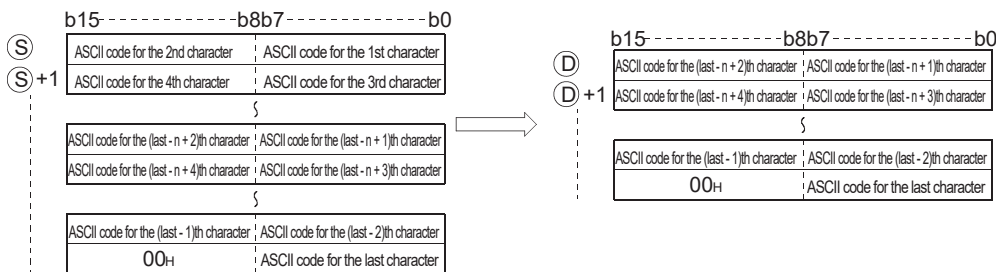 b15 b8b7 b0
Ⓢ ASCII code for the 2nd character ASCII code for the 1st character
Ⓢ+1 ASCII code for the 4th character ASCII code for the 3rd character
ASCII code for the (last - n + 2)th character ASCII code for the (last - n + 1)th character
ASCII code for the (last - n + 4)th character ASCII code for the (last - n + 3)th character
ASCII code for the (last - 1)th character ASCII code for the (last - 2)th character
00H ASCII code for the last character
b15 b8b7 b0
Ⓓ ASCII code for the (last - n + 2)th character ASCII code for the (last - n + 1)th character
Ⓓ+1 ASCII code for the (last - n + 4)th character ASCII code for the (last - n + 3)th character
ASCII code for the (last - 1)th character ASCII code for the (last - 2)th character
00H ASCII code for the last character